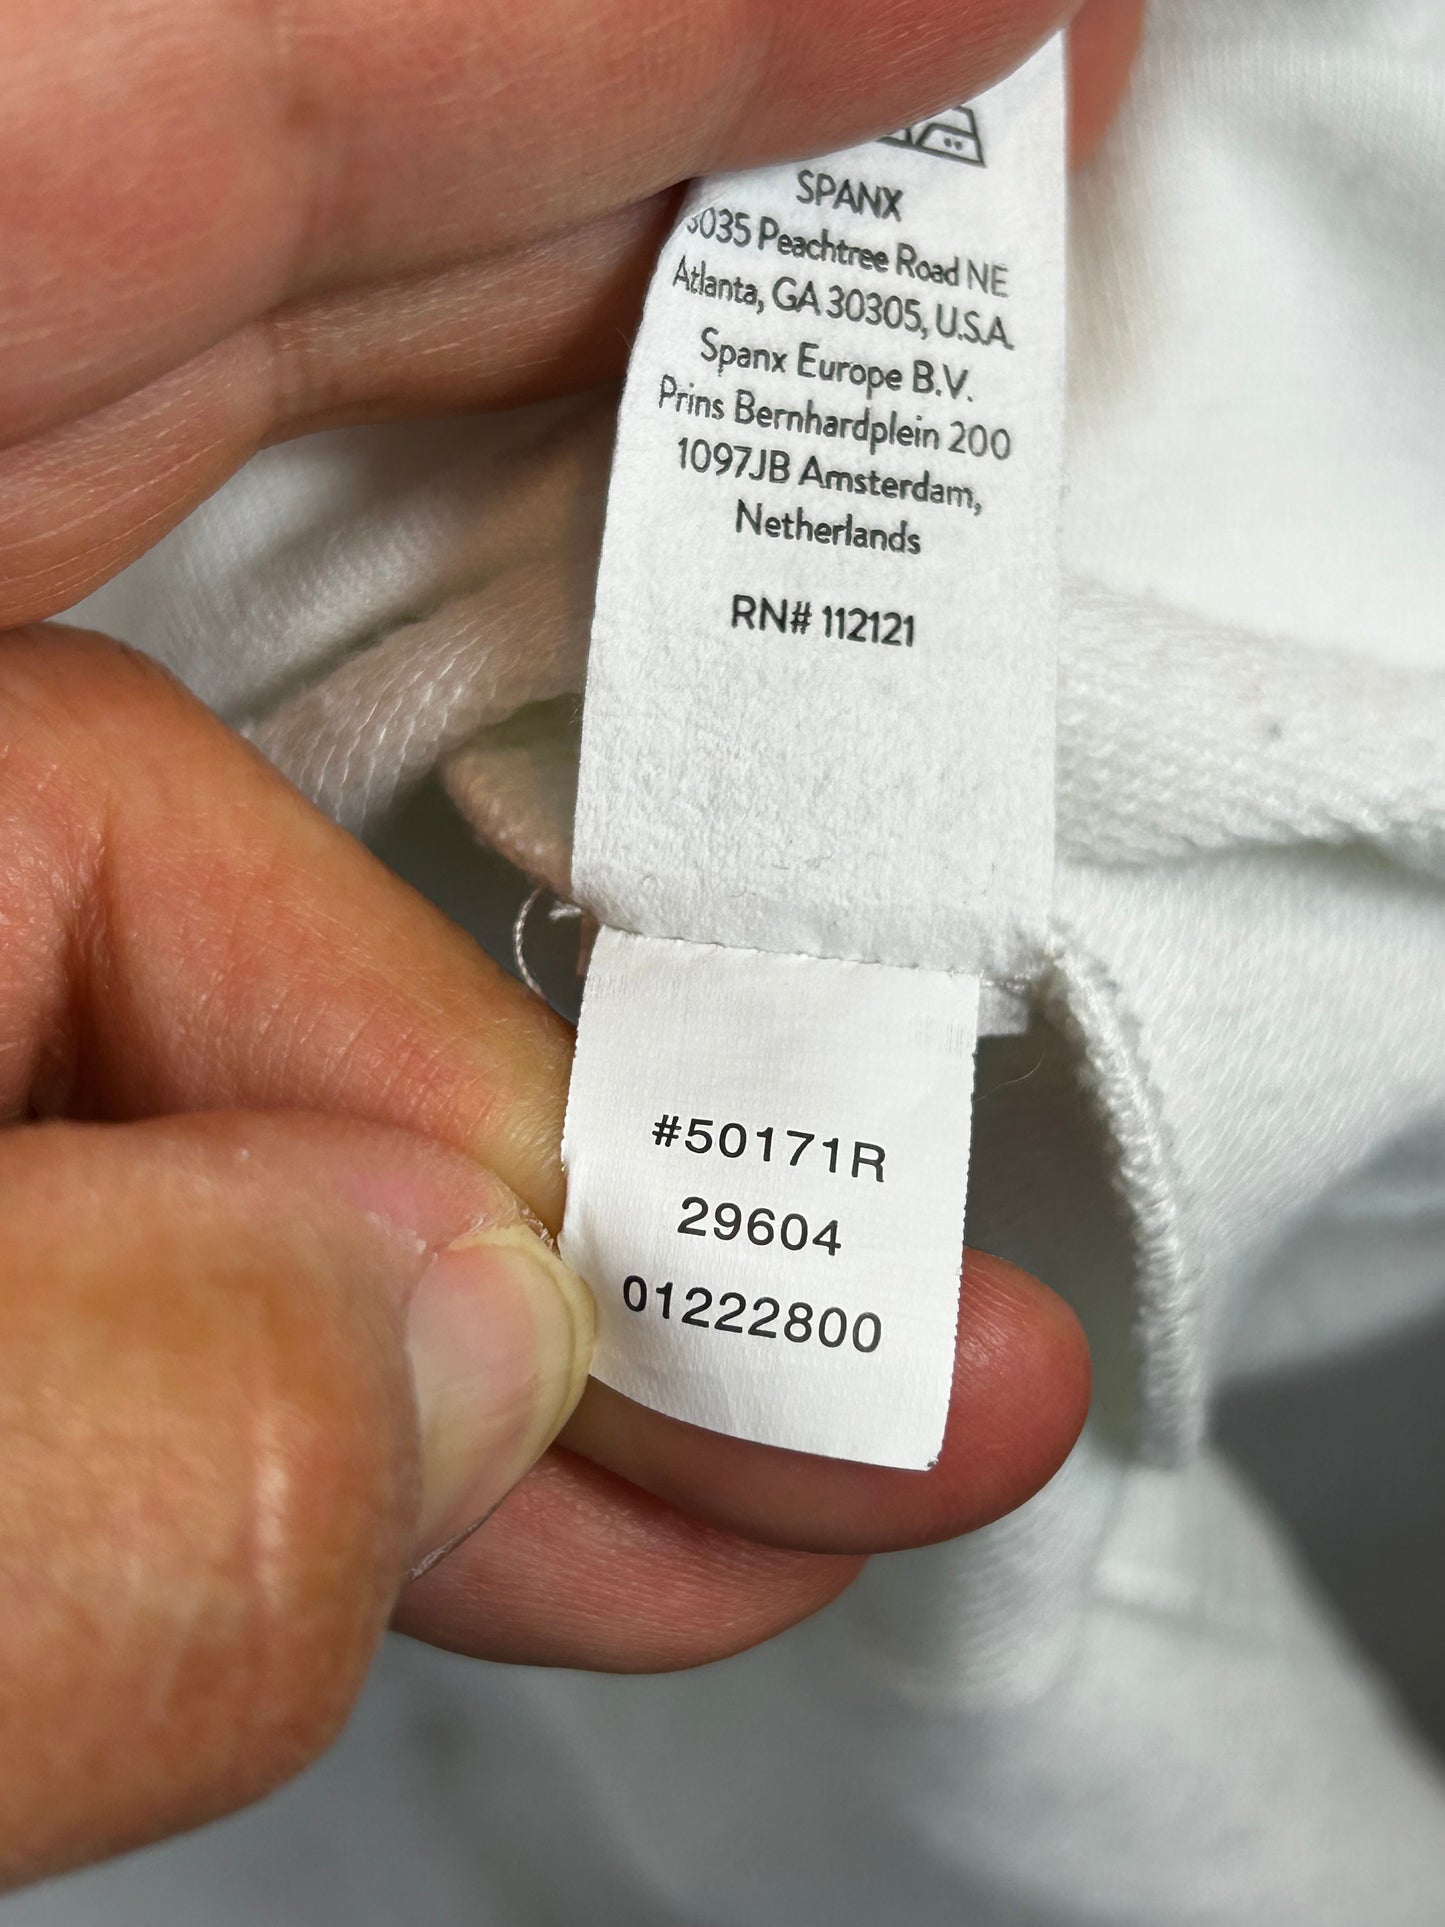 SPANX
3035 Peachtree Road NE
Atlanta, GA 30305, U.S.A.
Spanx Europe B.V.
Prins Bernhardplein 200
1097JB Amsterdam,
Netherlands
RN# 112121
#50171R
29604
01222800